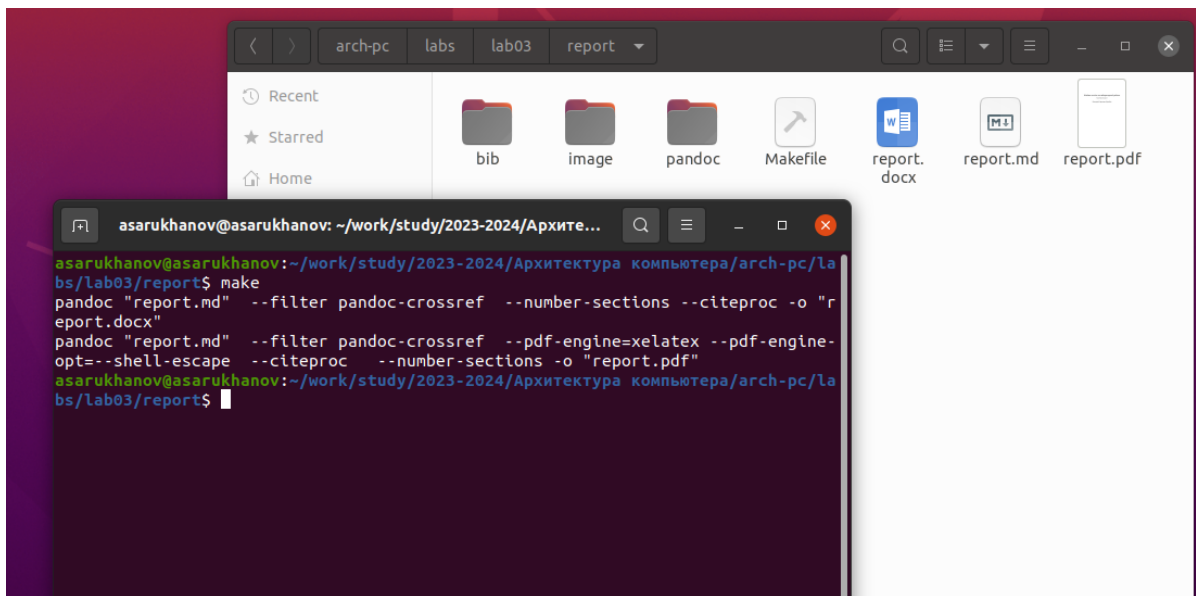 arch-pc labs lab03 report
Recent
Starred
Home
bib image pandoc Makefile report. report.md report.pdf
docx
asarukhanov@asarukhanov: ~/work/study/2023-2024/Архите...
asarukhanov@asarukhanov:~/work/study/2023-2024/Архитектура компьютера/arch-pc/la
bs/lab03/report$ make
pandoc "report.md"  --filter pandoc-crossref  --number-sections --citeproc -o "r
eport.docx"
pandoc "report.md"  --filter pandoc-crossref  --pdf-engine=xelatex --pdf-engine-
opt=--shell-escape  --citeproc   --number-sections -o "report.pdf"
asarukhanov@asarukhanov:~/work/study/2023-2024/Архитектура компьютера/arch-pc/la
bs/lab03/report$